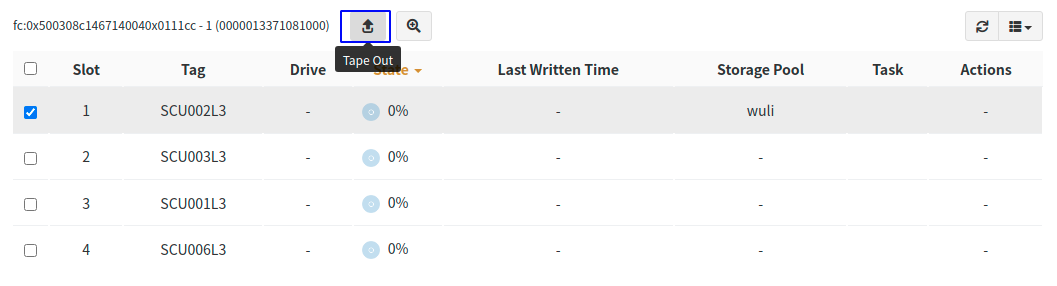 fc:0x500308c1467140040x0111cc - 1 (0000013371081000)
Tape Out
Slot Tag Drive State Last Written Time Storage Pool Task Actions
1 SCU002L3 - 0% - wuli -
2 SCU003L3 - 0% - - -
3 SCU001L3 - 0% - - -
4 SCU006L3 - 0% - - -